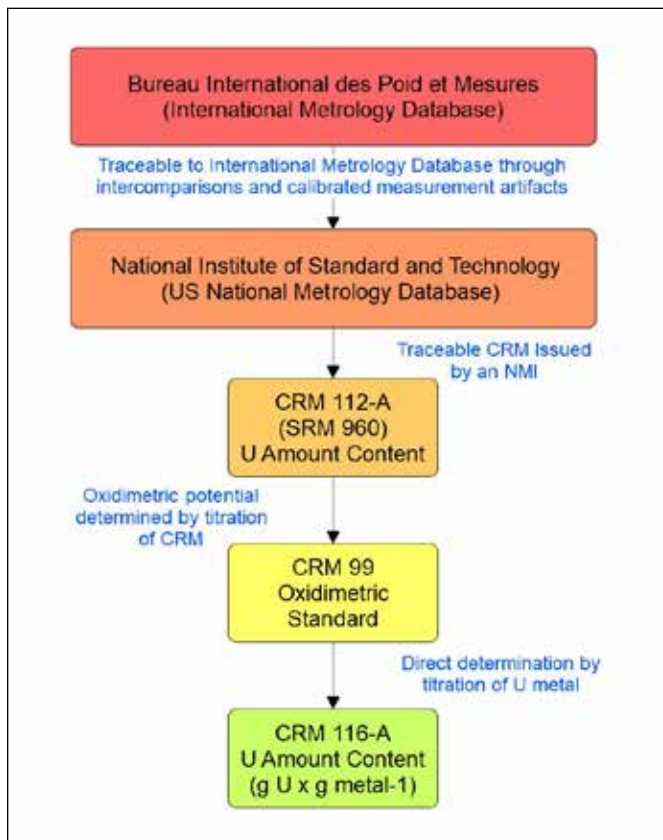 Bureau International des Poid et Mesures
(International Metrology Database)
Traceable to International Metrology Database through
intercomparisons and calibrated measurement artifacts
National Institute of Standard and Technology
(US National Metrology Database)
Traceable CRM Issued
by an NMI
CRM 112-A
(SRM 960)
U Amount Content
Oxidimetric potential
determined by titration
of CRM
CRM 99
Oxidimetric
Standard
Direct determination by
titration of U metal
CRM 116-A
U Amount Content
(g U x g metal-1)